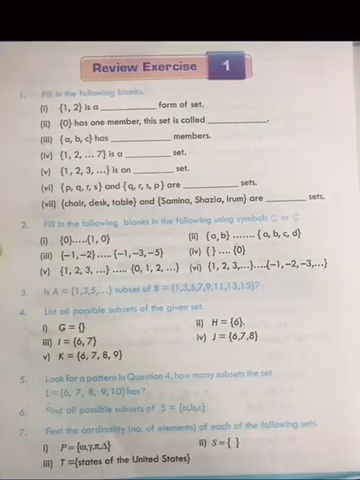 Review Exercise 1
1. Fill in the following blanks.
(i) {1, 2} is a __________ form of set.
(ii) {0} has one member, this set is called __________.
(iii) {a, b, c} has __________ members.
(iv) {1, 2, ... 7} is a __________ set.
(v) {1, 2, 3, ...} is an __________ set.
(vi) {p, q, r, s} and {q, r, s, p} are __________ sets.
(vii) {chair, desk, table} and {Samina, Shazia, Irum} are ________ sets.
2. Fill in the following blanks in the following using symbols ⊆ or ⊄
(i) {0}.....{1, 0} (ii) {a, b} ....... {a, b, c, d}
(iii) {−1, −2} ..... {−1, −3, −5} (iv) { } .... {0}
(v) {1, 2, 3, ...} ..... {0, 1, 2, ...} (vi) {1, 2, 3,...}....{−1, −2, −3,...}
3. Is A = {1,3,5,...} subset of B = {1,3,5,7,9,11,13,15}?
4. List all possible subsets of the given set.
i) G = {} ii) H = {6}.
iii) I = {6, 7} iv) J = {6,7,8}
v) K = {6, 7, 8, 9}
5. Look for a pattern in Question 4, how many subsets the set
L = {6, 7, 8, 9, 10} has?
6. Find all possible subsets of S = {a,b,c}
7. Find the cardinality (no. of elements) of each of the following sets.
i) P = {ω,γ,π,Δ} ii) S = { }
iii) T = {states of the United States}